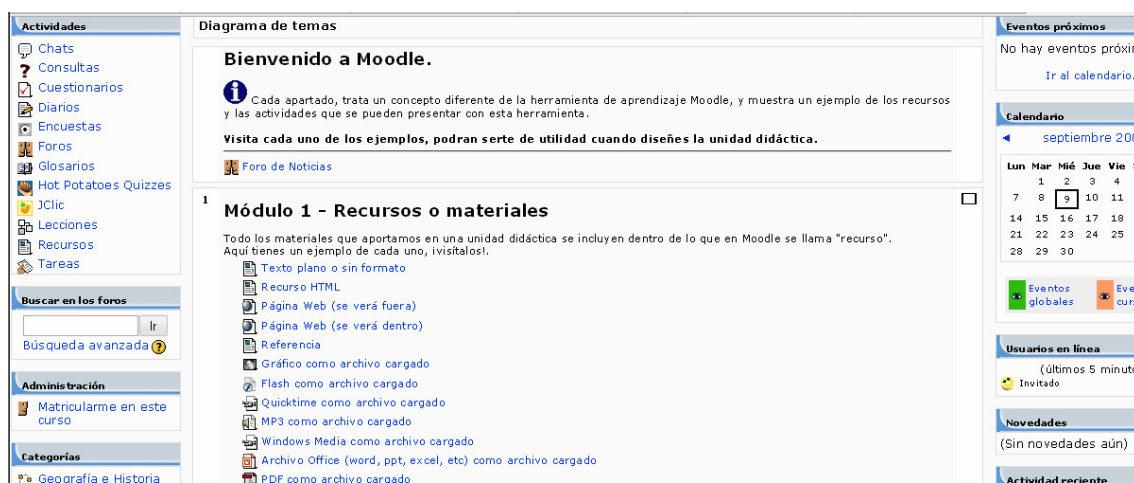 Actividades
Chats
Consultas
Cuestionarios
Diarios
Encuestas
Foros
Glosarios
Hot Potatoes Quizzes
JClic
Lecciones
Recursos
Tareas
Buscar en los foros
Ir
Búsqueda avanzada ?
Administración
Matricularme en este
curso
Categorías
Geografía e Historia
Diagrama de temas
Bienvenido a Moodle.
Cada apartado, trata un concepto diferente de la herramienta de aprendizaje Moodle, y muestra un ejemplo de los recursos
y las actividades que se pueden presentar con esta herramienta.
Visita cada uno de los ejemplos, podran serte de utilidad cuando diseñes la unidad didáctica.
Foro de Noticias
1
Módulo 1 - Recursos o materiales
Todo los materiales que aportamos en una unidad didáctica se incluyen dentro de lo que en Moodle se llama "recurso".
Aquí tienes un ejemplo de cada uno, ¡visítalos!.
Texto plano o sin formato
Recurso HTML
Página Web (se verá fuera)
Página Web (se verá dentro)
Referencia
Gráfico como archivo cargado
Flash como archivo cargado
Quicktime como archivo cargado
MP3 como archivo cargado
Windows Media como archivo cargado
Archivo Office (word, ppt, excel, etc) como archivo cargado
PDF como archivo cargado
Eventos próximos
No hay eventos
Ir al calendario.
Calendario
septiembre
Lun Mar Mié Jue Vie
1 2 3 4
7 8 9 10 11
14 15 16 17 18
21 22 23 24 25
28 29 30
Eventos
globales
Usuarios en línea
(últimos 5
Invitado
Novedades
(Sin novedades aún)
Actividad reciente